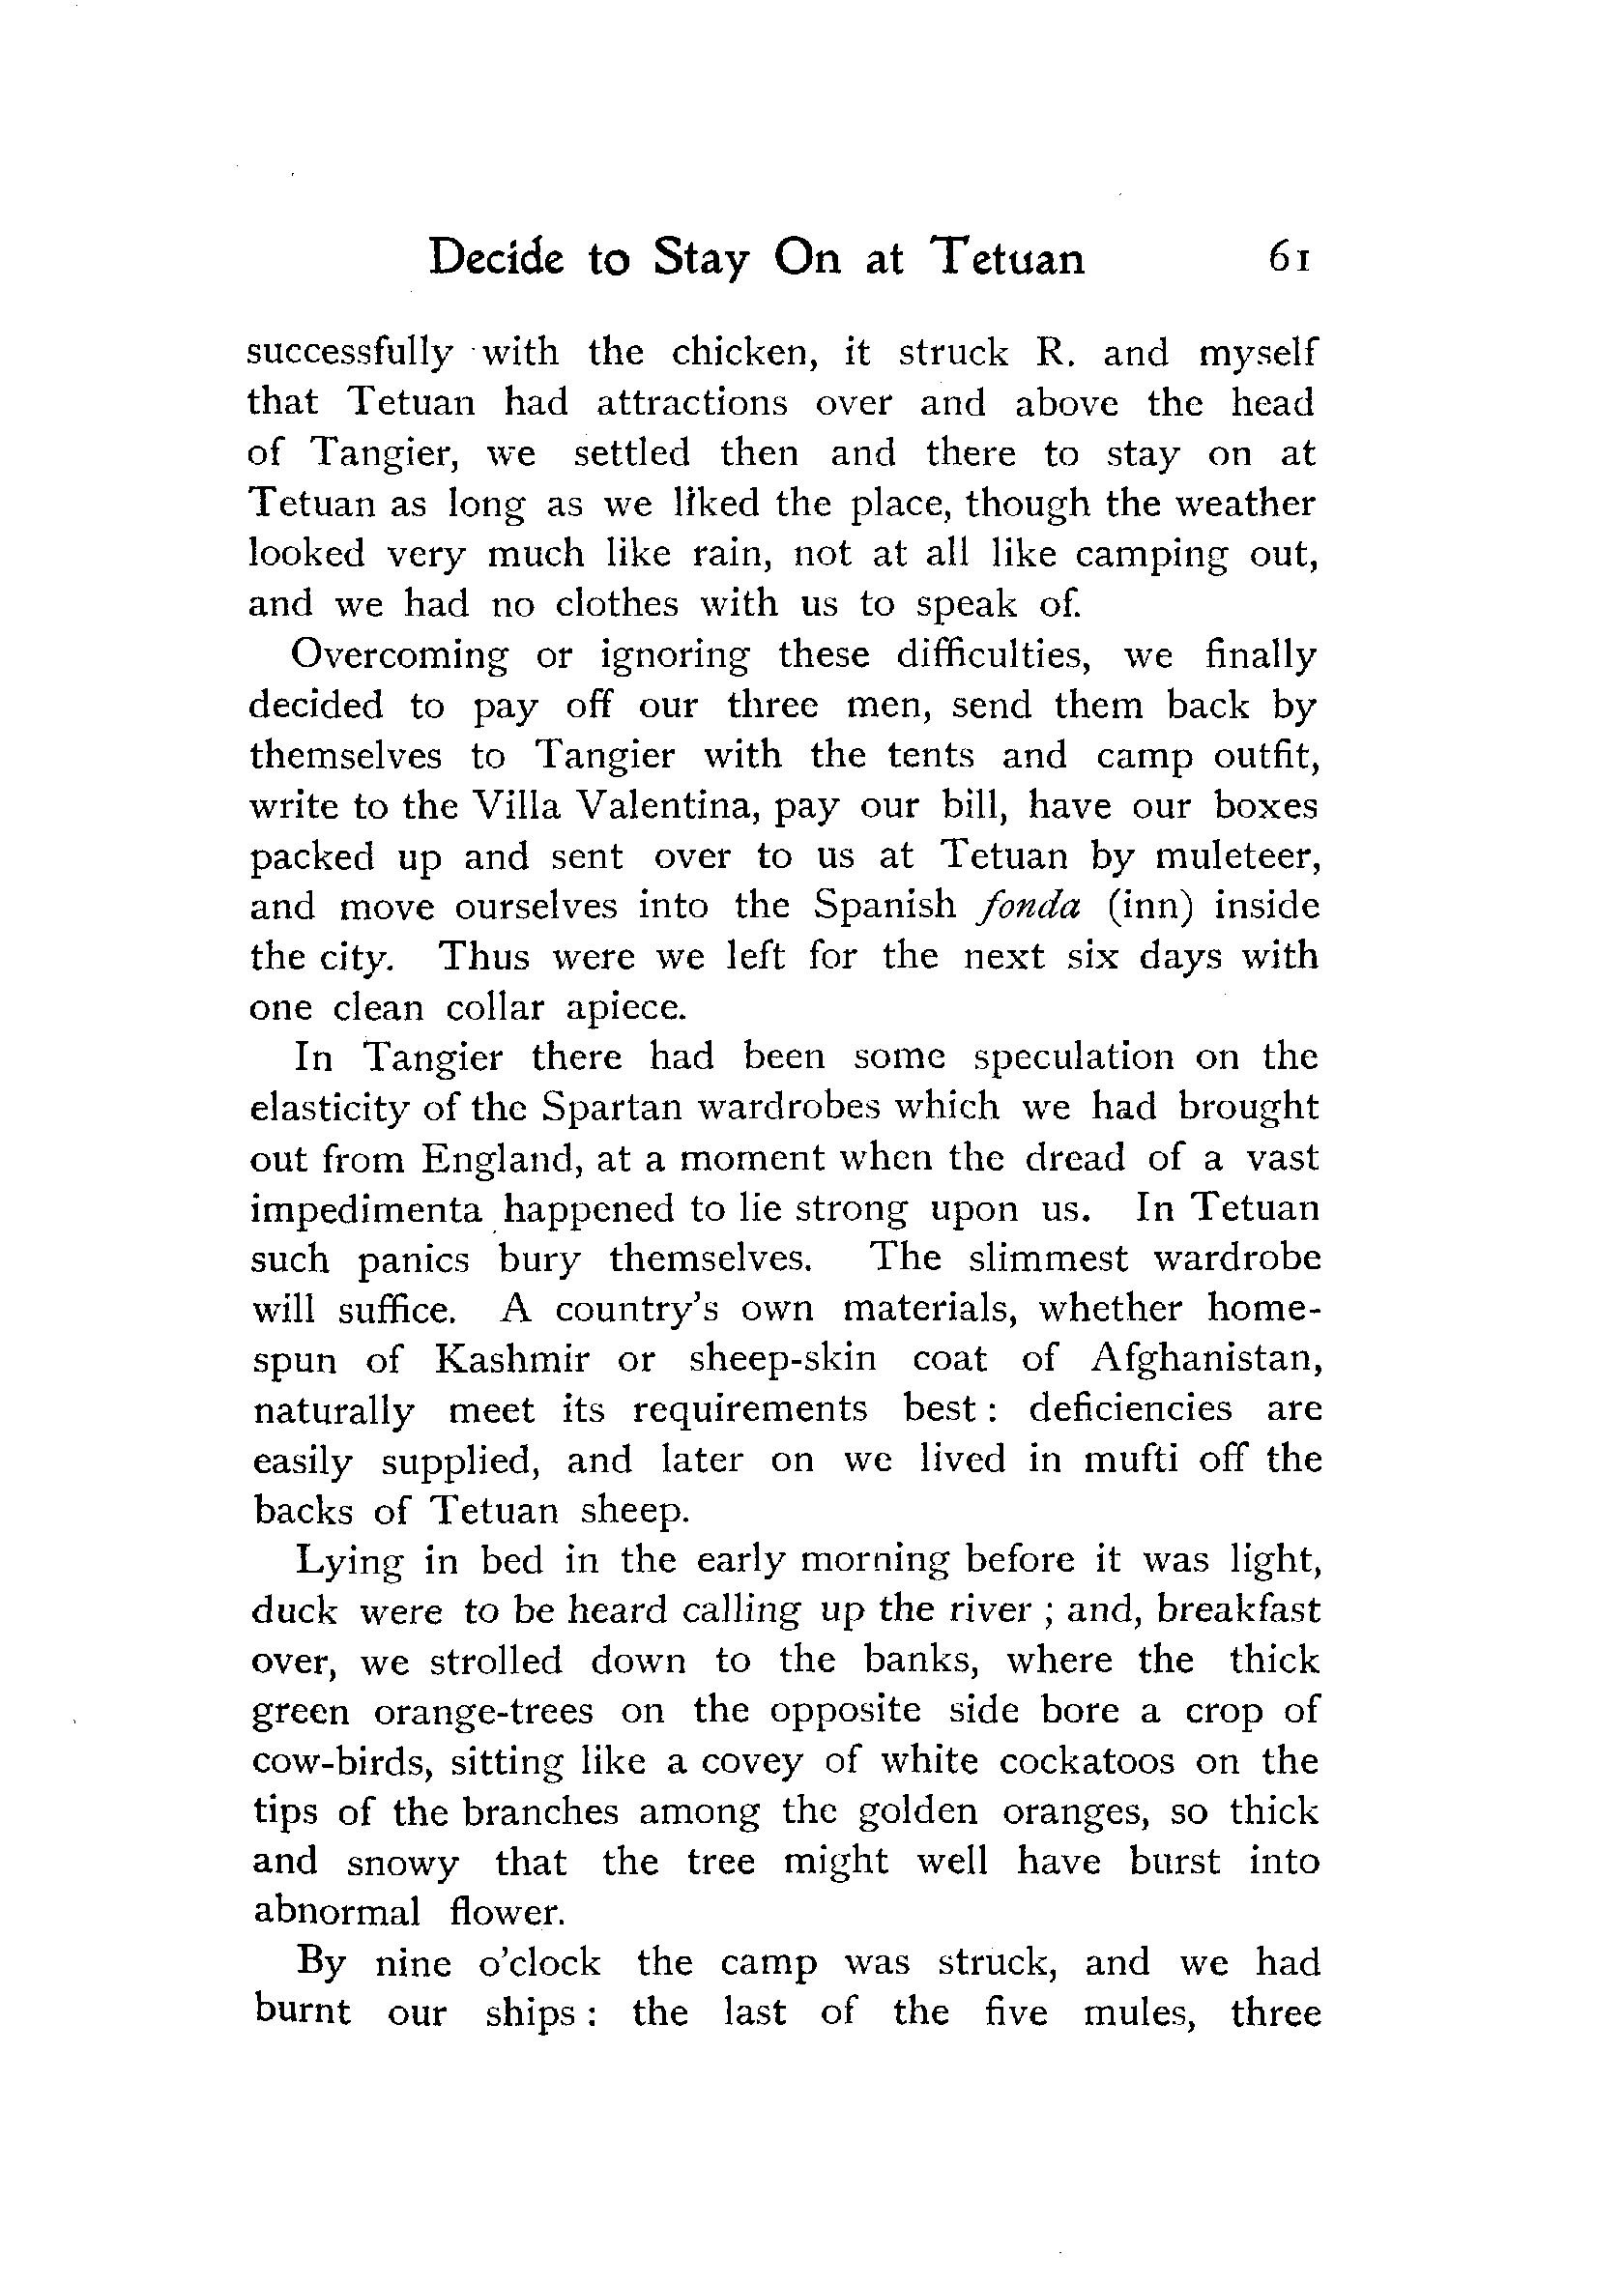 Decide to Stay On at Tetuan 61
successfully with the chicken, it struck R. and myself
that Tetuan had attractions over and above the head
of Tangier, we settled then and there to stay on at
Tetuan as long as we liked the place, though the weather
looked very much like rain, not at all like camping out,
and we had no clothes with us to speak of.
Overcoming or ignoring these difficulties, we finally
decided to pay off our three men, send them back by
themselves to Tangier with the tents and camp outfit,
write to the Villa Valentina, pay our bill, have our boxes
packed up and sent over to us at Tetuan by muleteer,
and move ourselves into the Spanish fonda (inn) inside
the city. Thus were we left for the next six days with
one clean collar apiece.
In Tangier there had been some speculation on the
elasticity of the Spartan wardrobes which we had brought
out from England, at a moment when the dread of a vast
impedimenta happened to lie strong upon us. In Tetuan
such panics bury themselves. The slimmest wardrobe
will suffice. A country's own materials, whether home-
spun of Kashmir or sheep-skin coat of Afghanistan,
naturally meet its requirements best: deficiencies are
easily supplied, and later on we lived in mufti off the
backs of Tetuan sheep.
Lying in bed in the early morning before it was light,
duck were to be heard calling up the river; and, breakfast
over, we strolled down to the banks, where the thick
green orange-trees on the opposite side bore a crop of
cow-birds, sitting like a covey of white cockatoos on the
tips of the branches among the golden oranges, so thick
and snowy that the tree might well have burst into
abnormal flower.
By nine o'clock the camp was struck, and we had
burnt our ships: the last of the five mules, three